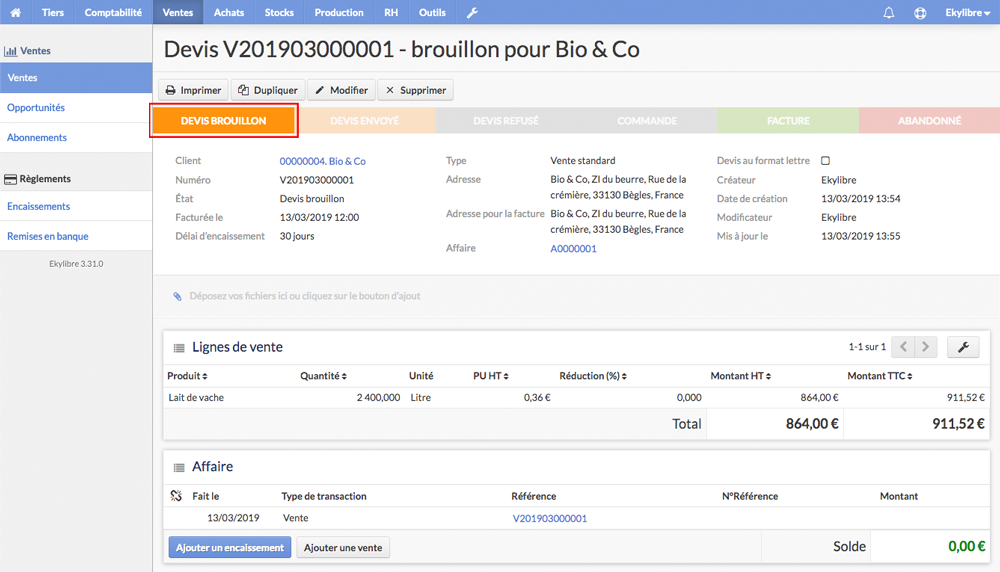 Tiers Comptabilité Ventes Achats Stocks Production RH Outils Ekylibre
Ventes
Ventes
Opportunités
Abonnements
Règlements
Encaissements
Remises en banque
Ekylibre 3.31.0
Devis V201903000001 - brouillon pour Bio & Co
Imprimer Dupliquer Modifier Supprimer
DEVIS BROUILLON DEVIS ENVOYÉ DEVIS REFUSÉ COMMANDE FACTURE ABANDONNÉ
Client 00000004. Bio & Co
Numéro V201903000001
État Devis brouillon
Facturée le 13/03/2019 12:00
Délai d'encaissement 30 jours
Type Vente standard
Adresse Bio & Co, ZI du beurre, Rue de la
crémière, 33130 Bègles, France
Adresse pour la facture Bio & Co, ZI du beurre, Rue de la
crémière, 33130 Bègles, France
Affaire A0000001
Devis au format lettre
Créateur Ekylibre
Date de création 13/03/2019 13:54
Modificateur Ekylibre
Mis à jour le 13/03/2019 13:55
Déposez vos fichiers ici ou cliquez sur le bouton d'ajout
Lignes de vente 1-1 sur 1
Produit Quantité Unité PU HT Réduction (%) Montant HT Montant TTC
Lait de vache 2 400,000 Litre 0,36 € 0,000 864,00 € 911,52 €
Total 864,00 € 911,52 €
Affaire
Fait le Type de transaction Référence N°Référence Montant
13/03/2019 Vente V201903000001
Ajouter un encaissement Ajouter une vente Solde 0,00 €